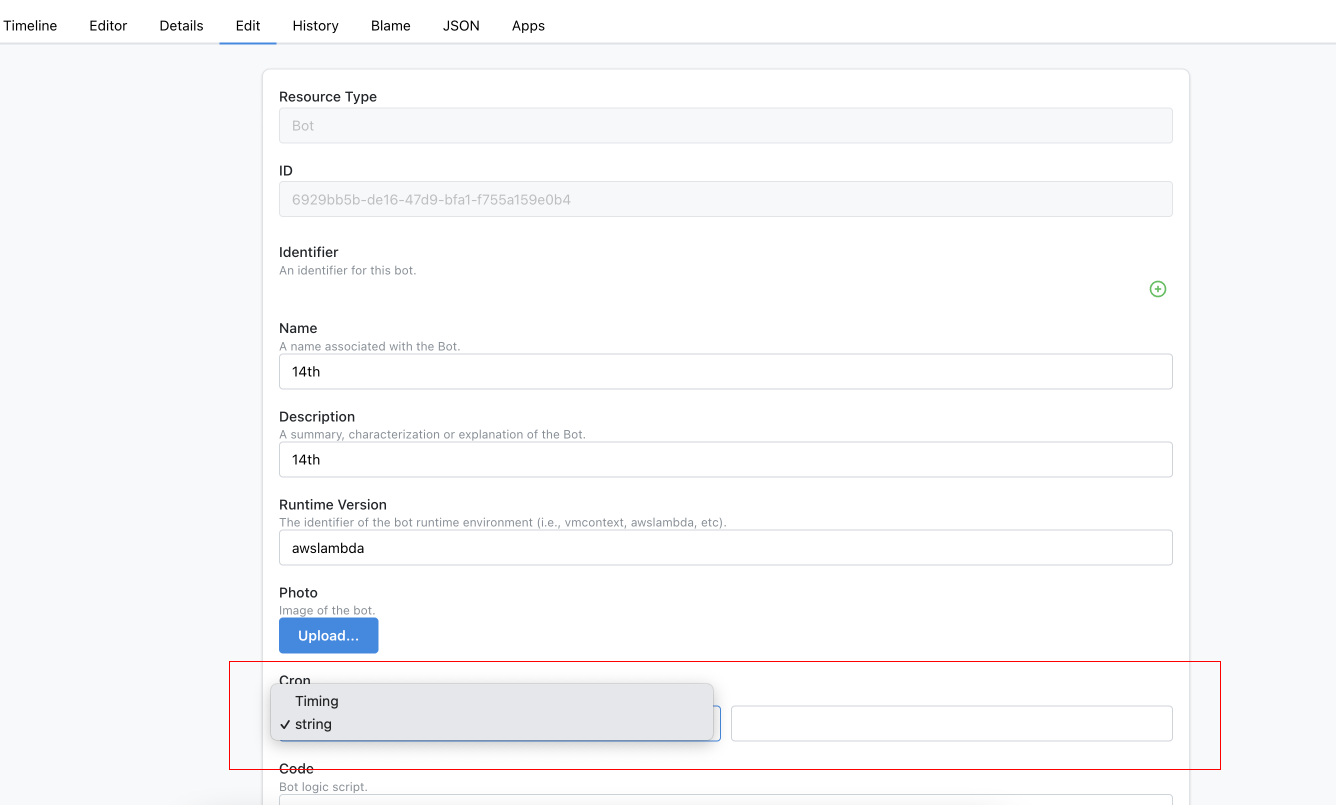 Timeline Editor Details Edit History Blame JSON Apps
Resource Type
Bot
ID
6929bb5b-de16-47d9-bfa1-f755a159e0b4
Identifier
An identifier for this bot.
Name
A name associated with the Bot.
14th
Description
A summary, characterization or explanation of the Bot.
14th
Runtime Version
The identifier of the bot runtime environment (i.e., vmcontext, awslambda, etc).
awslambda
Photo
Image of the bot.
Upload...
Cron
Timing
✓ string
Code
Bot logic script.